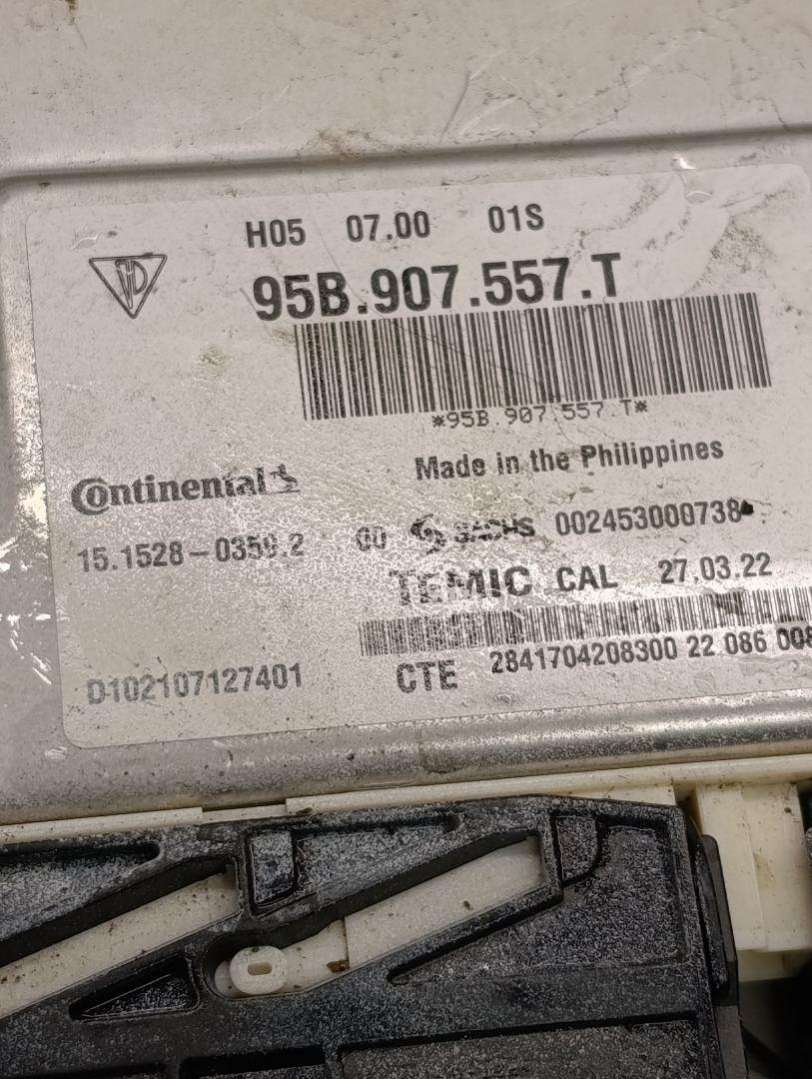 H05 07.00 01S
95B.907.557.T
*95B.907.557.T*
Made in the Philippines
Continental
15.1528-0359.2 00 SACHS 002453000738
TEMIC CAL 27.03.22
D102107127401 CTE 2841704208300 22 086